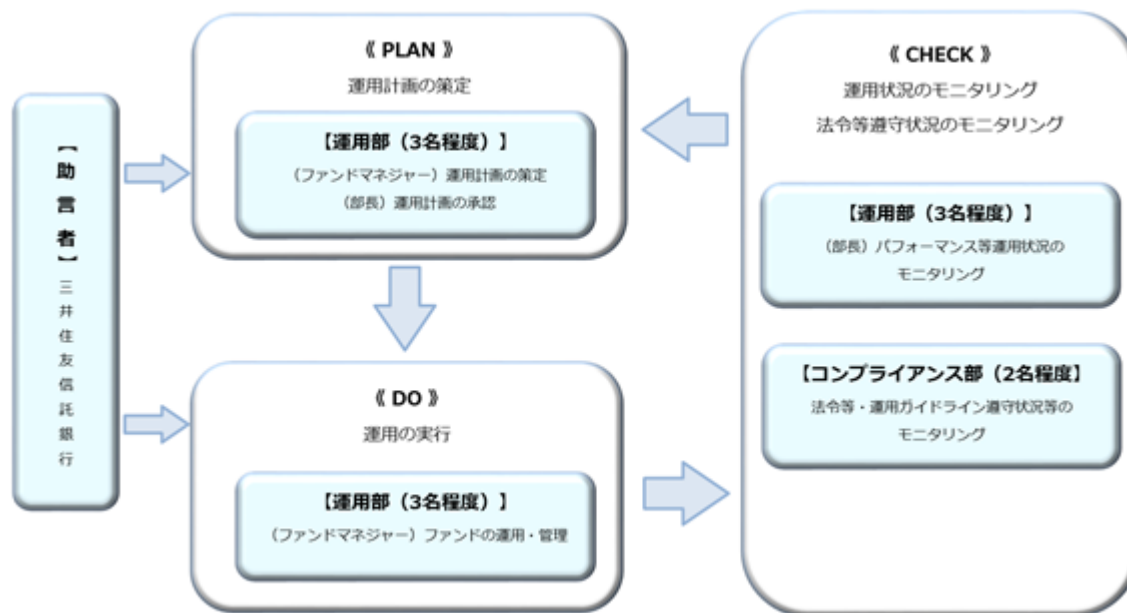 【助言者】三井住友信託銀行
《 PLAN 》
運用計画の策定
【運用部（3名程度）】
（ファンドマネジャー）運用計画の策定
（部長）運用計画の承認
《 DO 》
運用の実行
【運用部（3名程度）】
（ファンドマネジャー）ファンドの運用・管理
《 CHECK 》
運用状況のモニタリング
法令等遵守状況のモニタリング
【運用部（3名程度）】
（部長）パフォーマンス等運用状況の
モニタリング
【コンプライアンス部（2名程度】
法令等・運用ガイドライン遵守状況等の
モニタリング